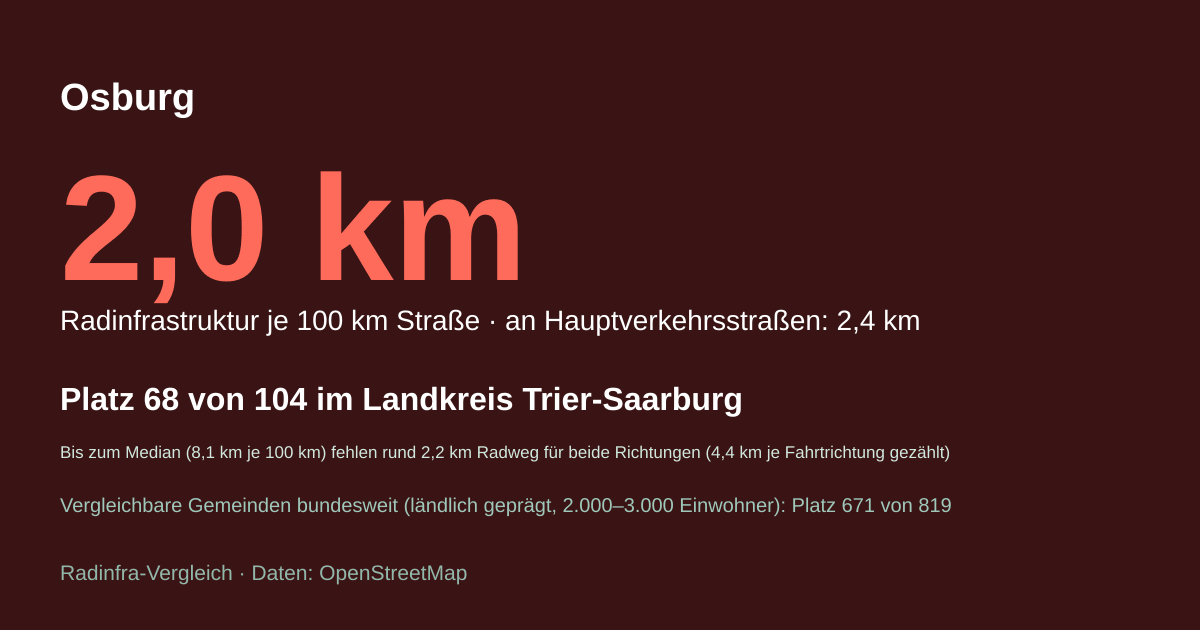 Osburg
2,0 km
Radinfrastruktur je 100 km Straße · an Hauptverkehrsstraßen: 2,4 km
Platz 68 von 104 im Landkreis Trier-Saarburg
Bis zum Median (8,1 km je 100 km) fehlen rund 2,2 km Radweg für beide Richtungen (4,4 km je Fahrtrichtung gezählt)
Vergleichbare Gemeinden bundesweit (ländlich geprägt, 2.000–3.000 Einwohner): Platz 671 von 819
Radinfra-Vergleich · Daten: OpenStreetMap